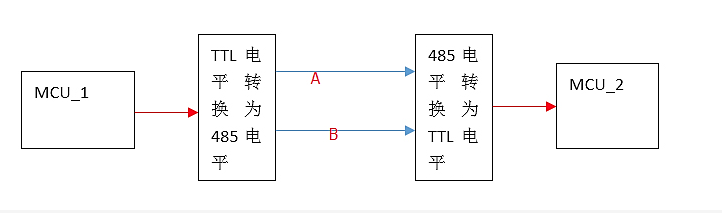 MCU_1
TTL 电
平 转
换 为
485 电
平
A
B
485 电
平 转
换 为
TTL 电
平
MCU_2